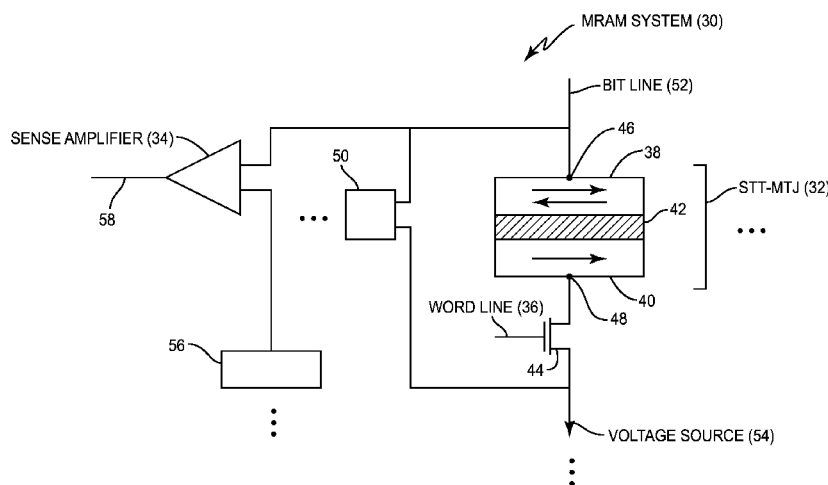 MRAM SYSTEM (30)
BIT LINE (52)
SENSE AMPLIFIER (34)
46
38
50
STT-MTJ (32)
58
42
40
48
WORD LINE (36)
56
44
VOLTAGE SOURCE (54)